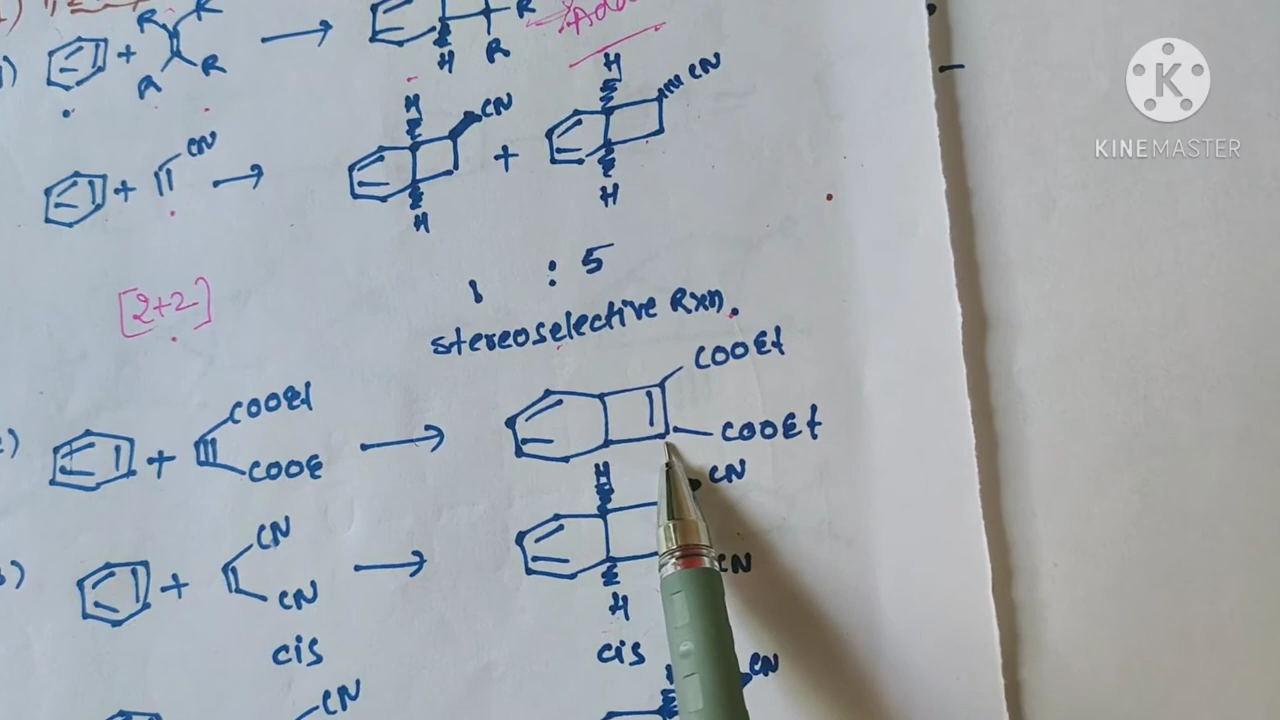 R R R
+
R R H R
H CN H CN
+ CN +
H H
1 : 5
[2+2]
stereoselective Rxn.
COOEt
COOEt
+
COOE COOEt
H CN
CN
+
CN CN
H
cis cis
CN CN
K
KINEMASTER